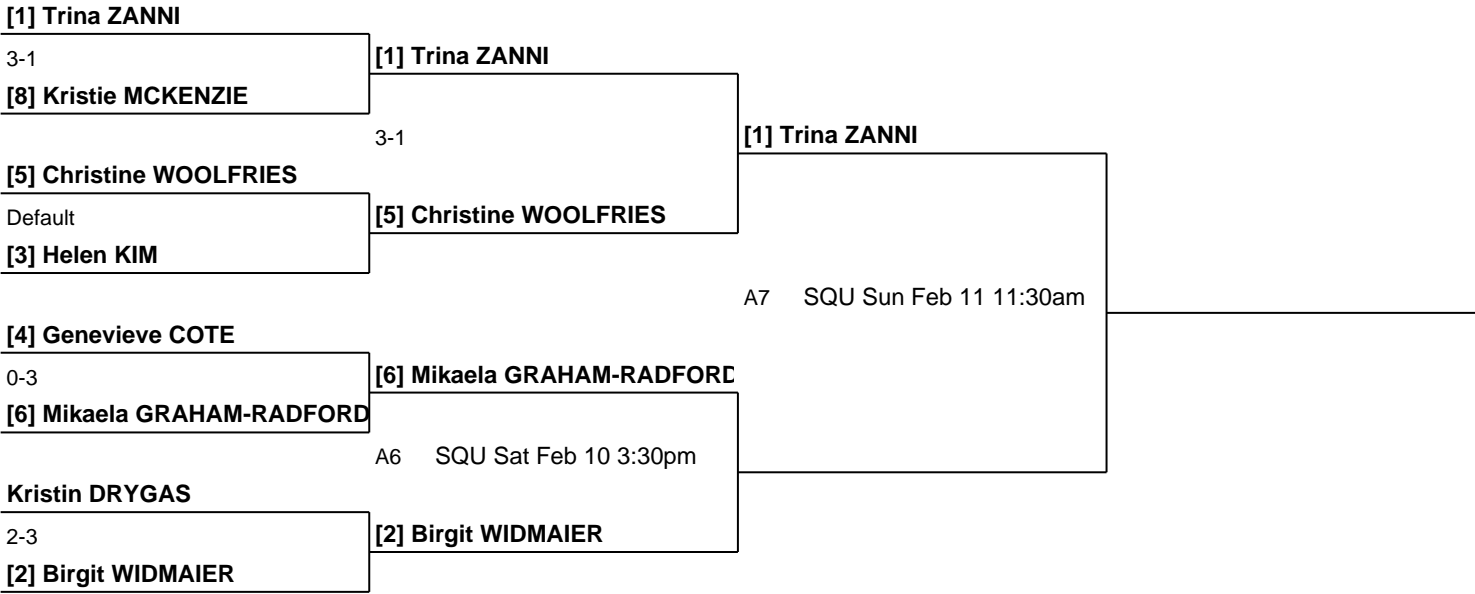 [1] Trina ZANNI
3-1
[8] Kristie MCKENZIE
[5] Christine WOOLFRIES
Default
[3] Helen KIM
[4] Genevieve COTE
0-3
[6] Mikaela GRAHAM-RADFORD
Kristin DRYGAS
2-3
[2] Birgit WIDMAIER
[1] Trina ZANNI
3-1
[5] Christine WOOLFRIES
[6] Mikaela GRAHAM-RADFORD
A6 SQU Sat Feb 10 3:30pm
[2] Birgit WIDMAIER
[1] Trina ZANNI
A7 SQU Sun Feb 11 11:30am